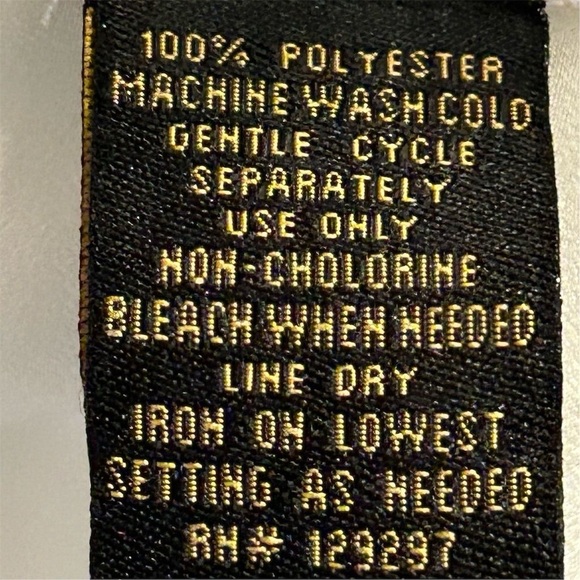 100% POLYESTER
MACHINE WASH COLD
GENTLE CYCLE
SEPARATELY
USE ONLY
NON-CHOLORINE
BLEACH WHEN NEEDED
LINE DRY
IRON ON LOWEST
SETTING AS NEEDED
RN# 129297